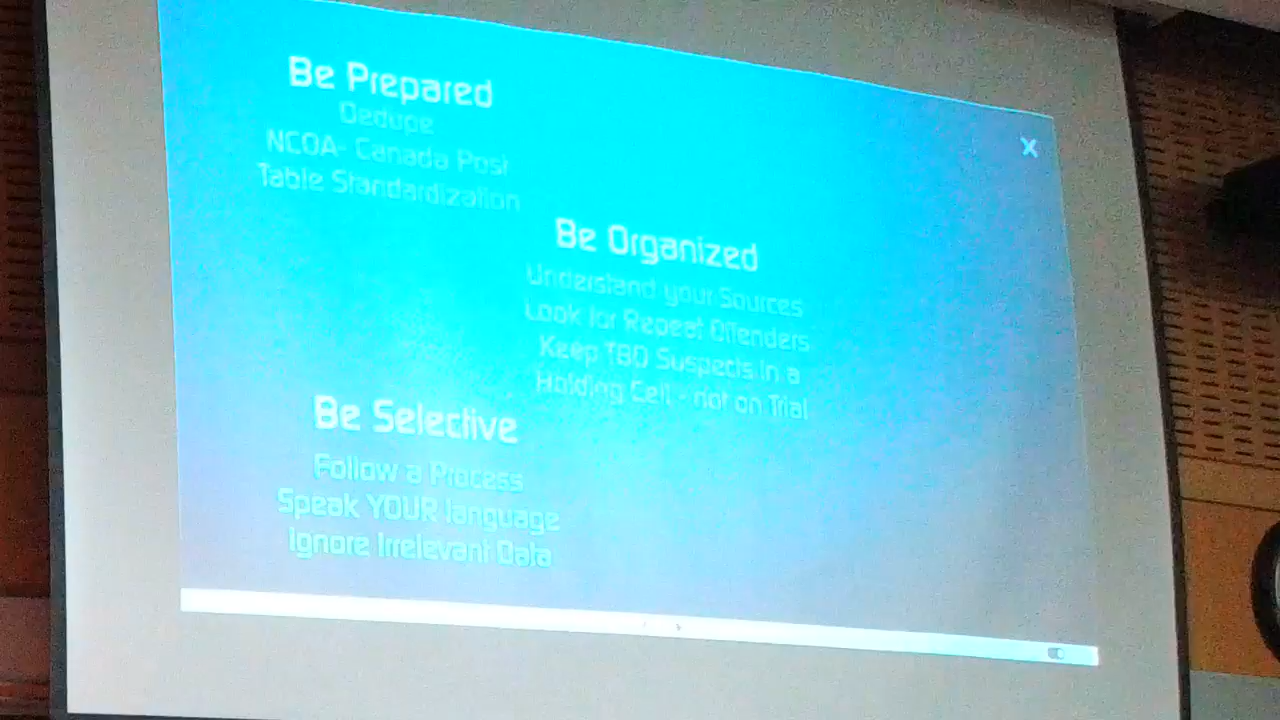 Be Prepared
Dedupe
NCOA- Canada Post
Table Standardization
Be Organized
Understand your Sources
Look for Repeat Offenders
Keep TBD Suspects in a
Holding Cell - not on Trial
Be Selective
Follow a Process
Speak YOUR language
Ignore Irrelevant Data
X